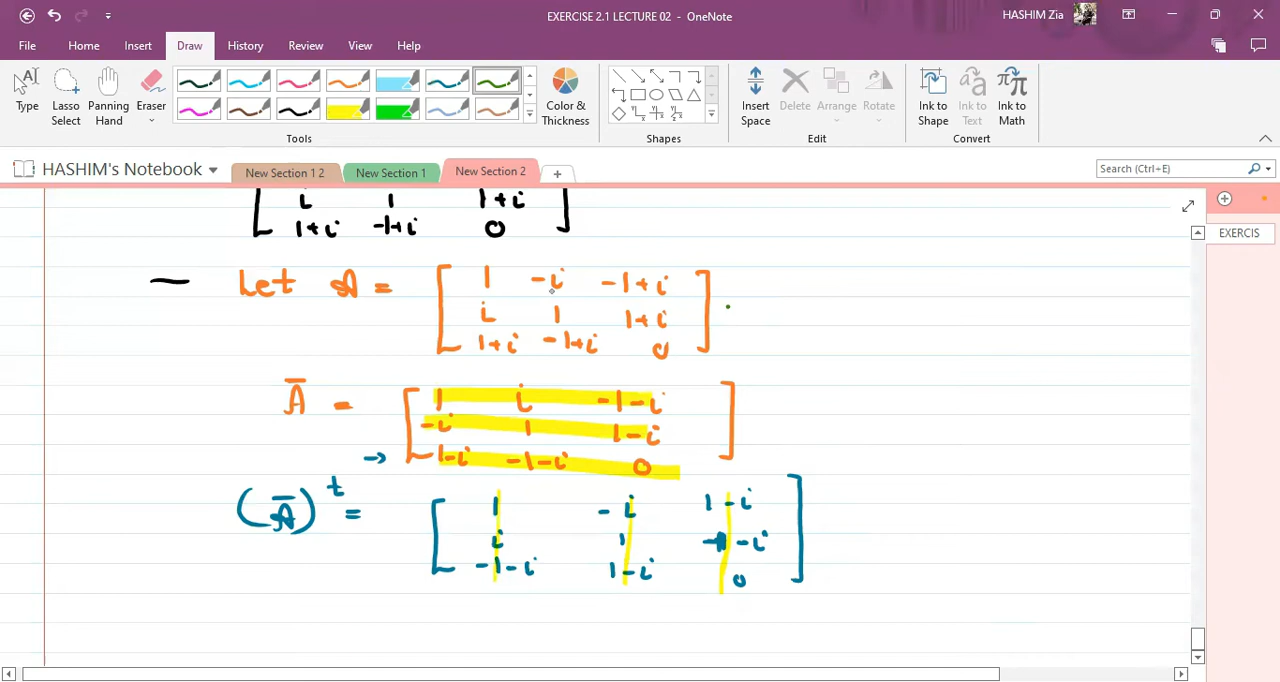 EXERCISE 2.1 LECTURE 02 - OneNote
HASHIM Zia
File Home Insert Draw History Review View Help
Type
Lasso Select
Panning Hand
Eraser
Color & Thickness
Insert Space
Delete
Arrange
Rotate
Ink to Shape
Ink to Text
Ink to Math
Tools
Shapes
Edit
Convert
HASHIM's Notebook
New Section 1 2
New Section 1
New Section 2
Search (Ctrl+E)
EXERCIS
i 1 1+i
1+i -1+i 0
Let A = 1 -i -1+i
i 1 1+i
1+i -1+i 0
Ā = 1 i -1-i
-i 1 1-i
→ 1-i -1-i 0
(Ā)ᵗ = 1 -i 1-i
i 1 -1-i
-1-i 1-i 0